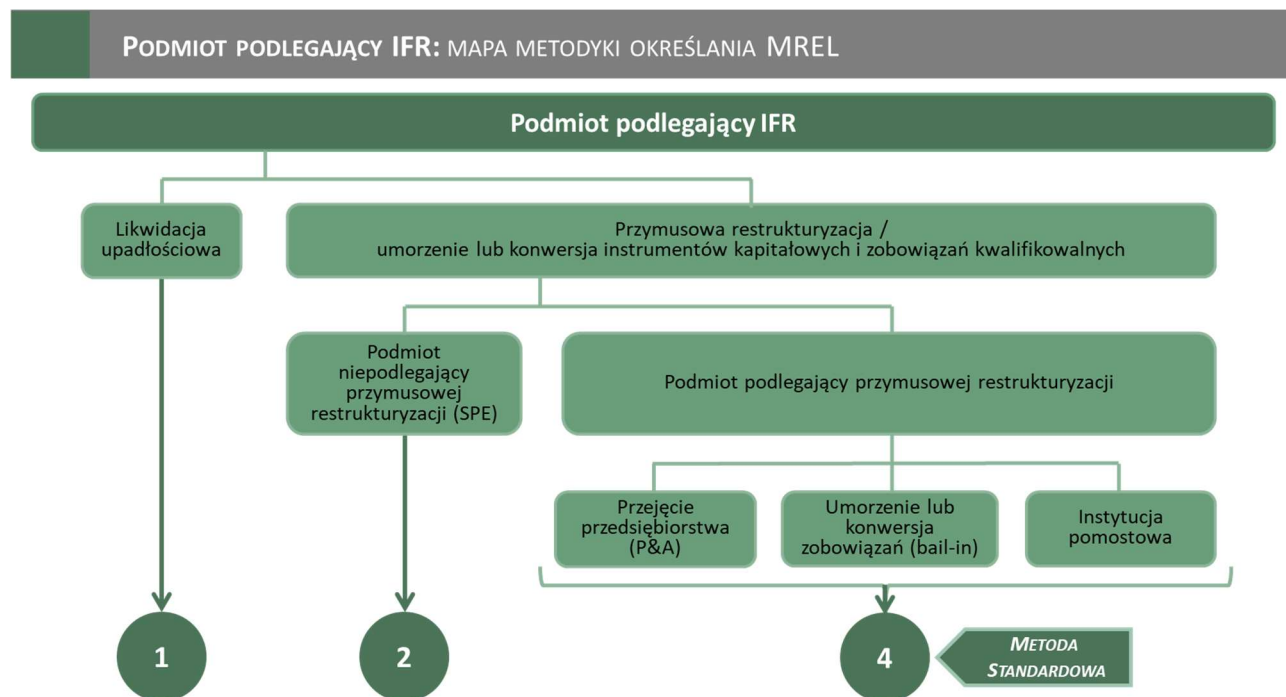 PODMIOT PODLEGAJĄCY IFR: MAPA METODYKI OKREŚLANIA MREL
Podmiot podlegający IFR
Likwidacja
upadłościowa
Przymusowa restrukturyzacja /
umorzenie lub konwersja instrumentów kapitałowych i zobowiązań kwalifikowalnych
Podmiot
niepodlegający
przymusowej
restrukturyzacji (SPE)
Podmiot podlegający przymusowej restrukturyzacji
Przejęcie
przedsiębiorstwa
(P&A)
Umorzenie lub
konwersja
zobowiązań (bail-in)
Instytucja
pomostowa
1
2
4
METODA
STANDARDOWA